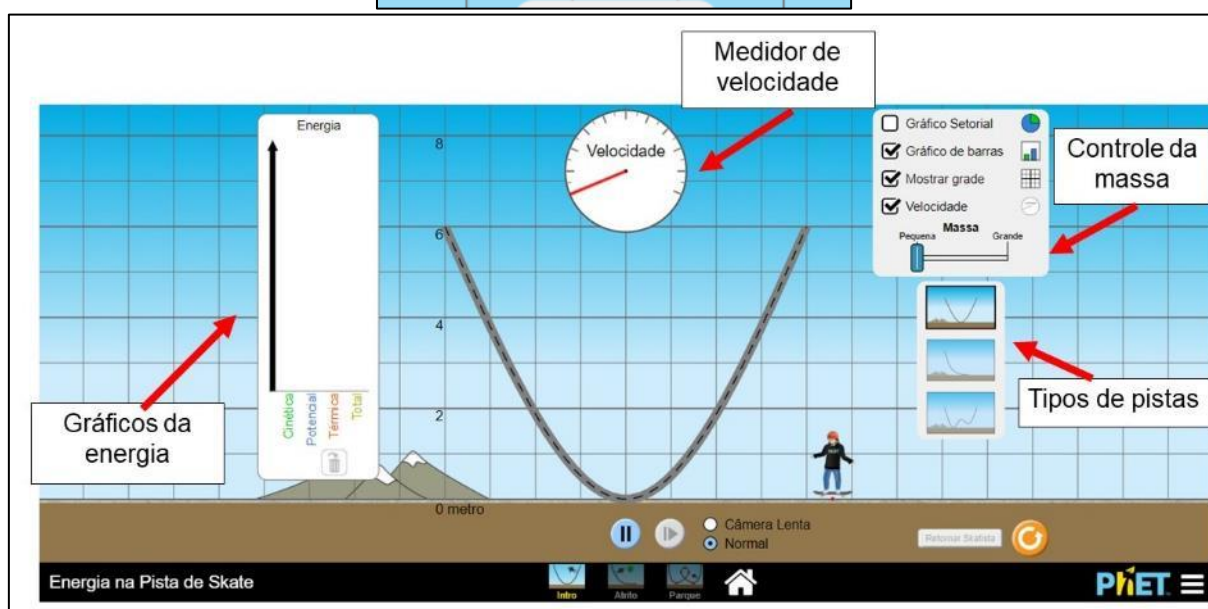 Medidor de
velocidade
Energia
8
Velocidade
Gráfico Setorial
Gráfico de barras
Mostrar grade
Velocidade
Massa
Pequena
Grande
Controle da
massa
6
4
2
0 metro
Cinética
Potencial
Térmica
Total
Gráficos da
energia
Tipos de pistas
Câmera Lenta
Normal
Retornar Skatista
Energia na Pista de Skate
Intro
Atrito
Parque
PhET